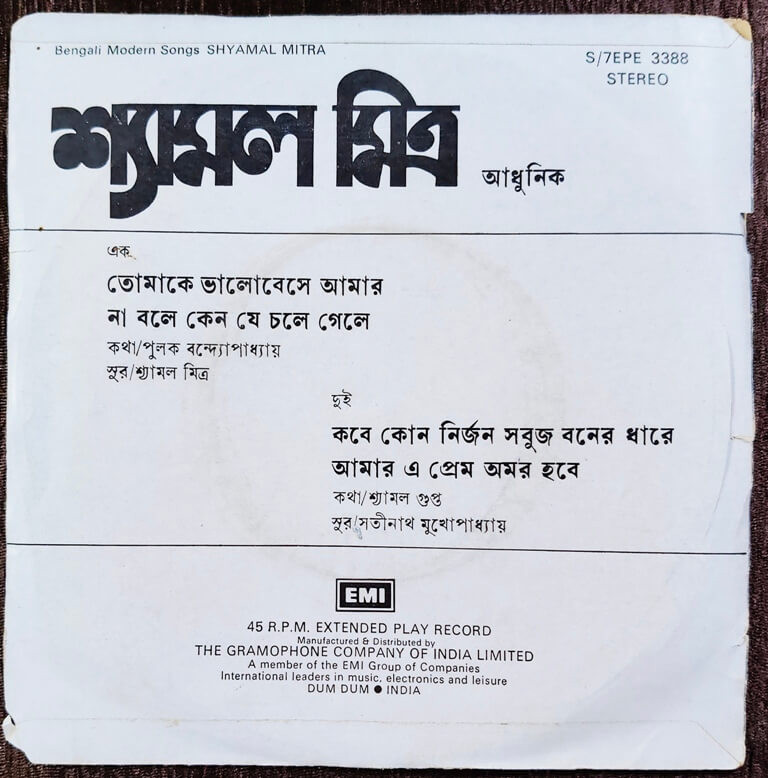 Bengali Modern Songs SHYAMAL MITRA
S/7EPE 3388
STEREO
শ্যামল মিত্র
আধুনিক
এক
তোমাকে ভালোবেসে আমার
না বলে কেন যে চলে গেলে
কথা/পুলক বন্দ্যোপাধ্যায়
সুর/শ্যামল মিত্র
দুই
কবে কোন নির্জন সবুজ বনের ধারে
আমার এ প্রেম অমর হবে
কথা/শ্যামল গুপ্ত
সুর/সতীনাথ মুখোপাধ্যায়
EMI
45 R.P.M. EXTENDED PLAY RECORD
Manufactured & Distributed by
THE GRAMOPHONE COMPANY OF INDIA LIMITED
A member of the EMI Group of Companies
International leaders in music, electronics and leisure
DUM DUM ● INDIA